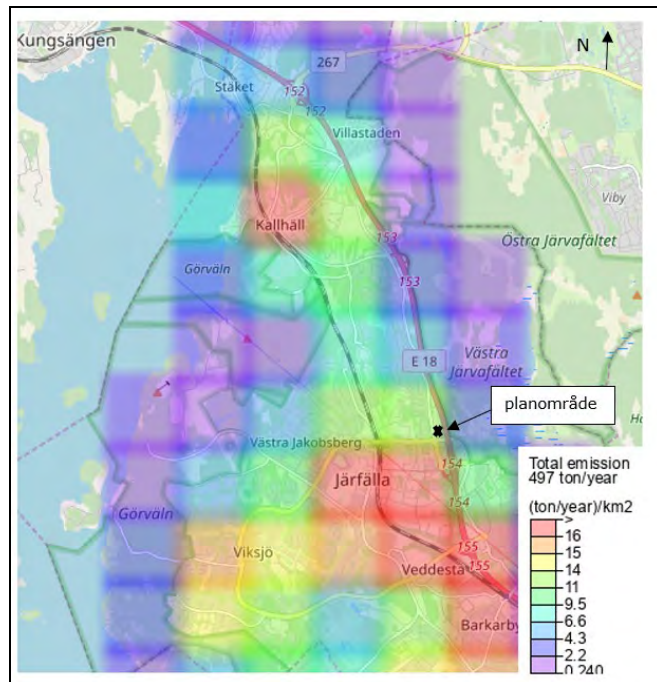 Kungsängen
N
267
Stäket
152
152
Villastaden
Viby
Kallhäll
Östra Järvafältet
153
Görväln
153
E 18
Västra
Järvafältet
planområde
Västra Jakobsberg
154
Järfälla
154
Görväln
Viksjö
155
155
Veddesta
Barkarby
Total emission
497 ton/year
(ton/year)/km2
>
16
15
14
11
9.5
6.6
4.3
2.2
0.240